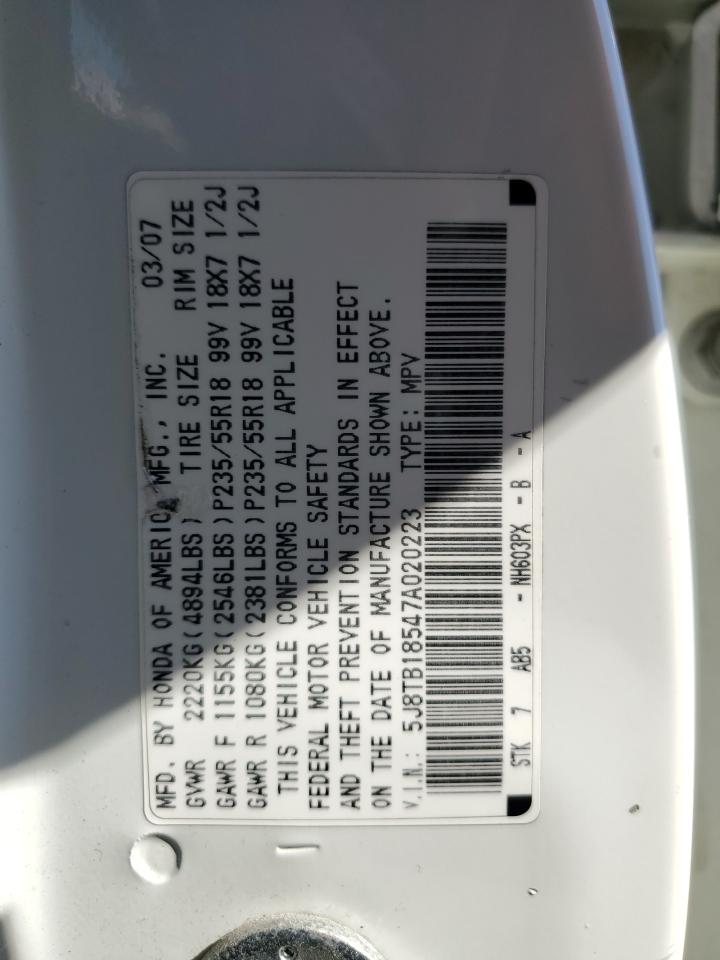 MFD. BY HONDA OF AMERICA MFG., INC. 03/07
GVWR 2220KG(4894LBS) TIRE SIZE RIM SIZE
GAWR F 1155KG(2546LBS)P235/55R18 99V 18X7 1/2J
GAWR R 1080KG(2381LBS)P235/55R18 99V 18X7 1/2J
THIS VEHICLE CONFORMS TO ALL APPLICABLE
FEDERAL MOTOR VEHICLE SAFETY
AND THEFT PREVENTION STANDARDS IN EFFECT
ON THE DATE OF MANUFACTURE SHOWN ABOVE.
V.I.N.: 5J8TB18547A020223 TYPE: MPV
STK 7 AB5 - NH603PX - B - A